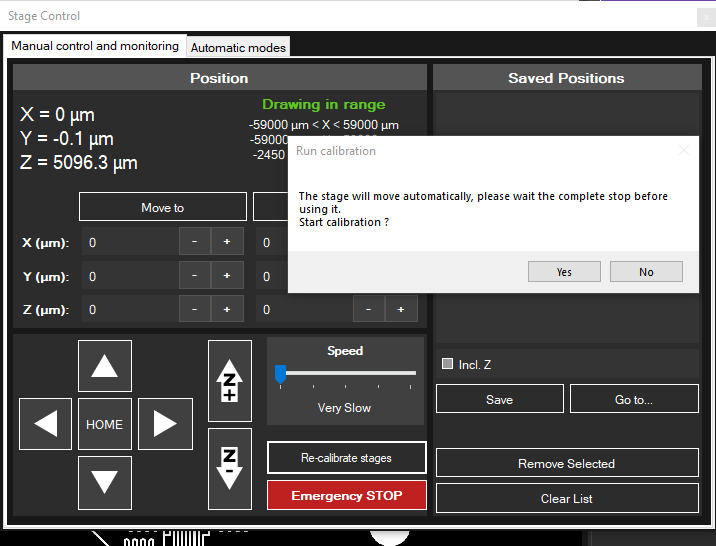 Stage Control
Manual control and monitoring
Automatic modes
Position
Saved Positions
X = 0 µm
Y = -0.1 µm
Z = 5096.3 µm
Drawing in range
-59000 µm < X < 59000 µm
-59000
-2450
Run calibration
The stage will move automatically, please wait the complete stop before
using it.
Start calibration ?
Yes
No
Move to
X (µm):
0
-
+
0
Y (µm):
0
-
+
0
Z (µm):
0
-
+
0
-
+
HOME
Z+
Z-
Speed
Very Slow
Re-calibrate stages
Emergency STOP
Incl. Z
Save
Go to...
Remove Selected
Clear List